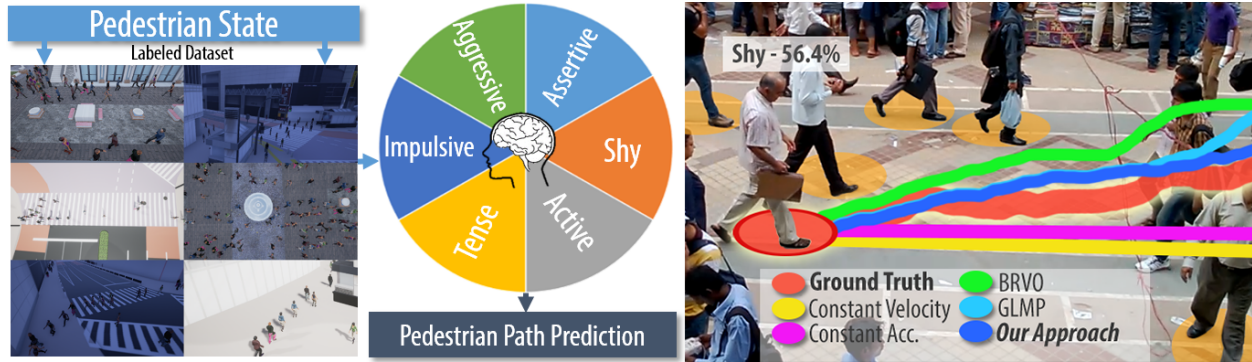 Pedestrian State
Labeled Dataset
Aggressive
Assertive
Impulsive
Shy
Tense
Active
Pedestrian Path Prediction
Shy - 56.4%
Ground Truth
Constant Velocity
Constant Acc.
BRVO
GLMP
Our Approach